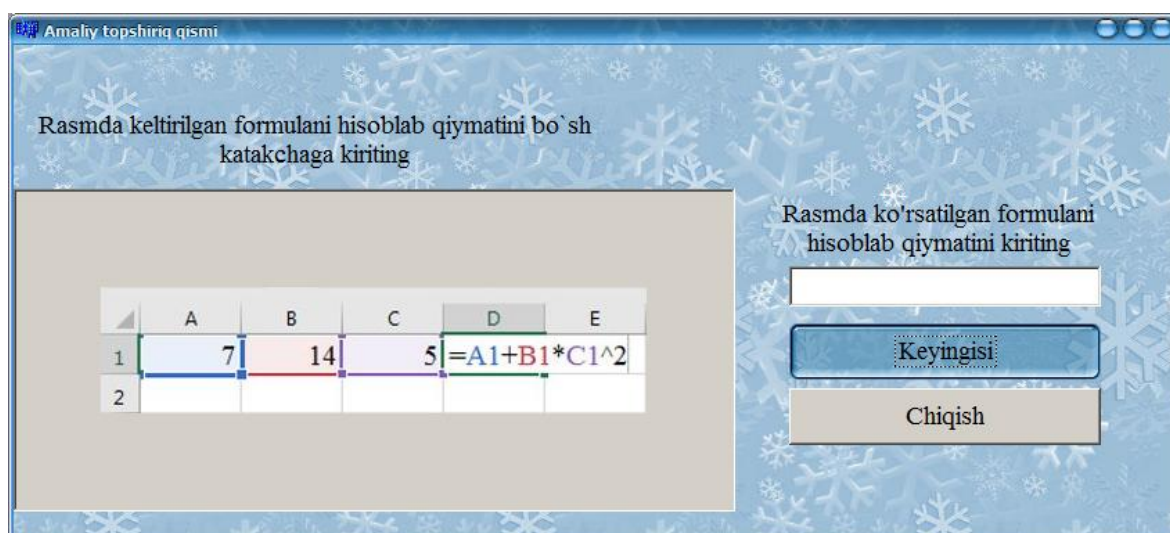 Amaliy topshiriq qismi
Rasmda keltirilgan formulani hisoblab qiymatini bo`sh
katakchaga kiriting
Rasmda ko'rsatilgan formulani
hisoblab qiymatini kiriting
A B C D E
1 7 14 5 =A1+B1*C1^2
2
Keyingisi
Chiqish